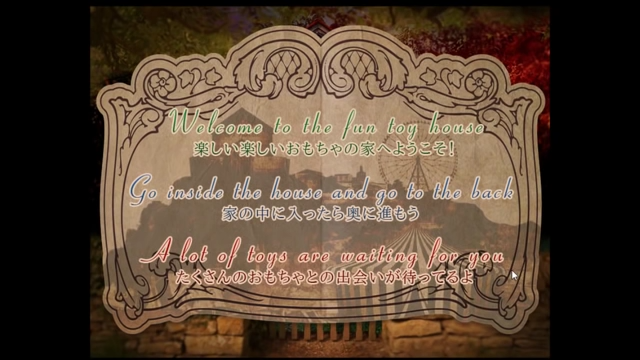 Welcome to the fun toy house
楽しい楽しいおもちゃの家へようこそ!
Go inside the house and go to the back
家の中に入ったら奥に進もう
A lot of toys are waiting for you
たくさんのおもちゃとの出会いが待ってるよ